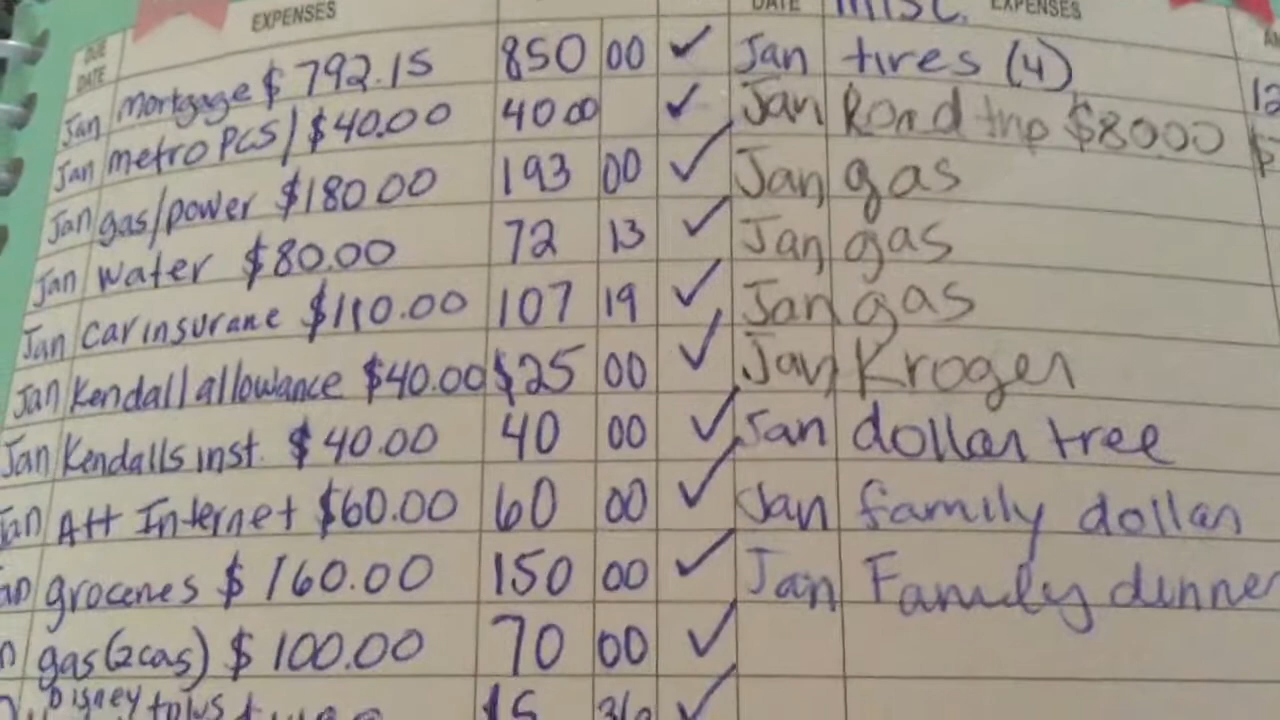 EXPENSES DATE misc. EXPENSES
DUE DATE
Jan mortgage $ 792.15 850 00 ✓ Jan tires (4)
Jan metro PCS/ $40.00 40 00 ✓ Jan Road trip $80.00
Jan gas/power $180.00 193 00 ✓ Jan gas
Jan Water $80.00 72 13 ✓ Jan gas
Jan Car insurane $110.00 107 19 ✓ Jan gas
Jan Kendall allowance $40.00 $25 00 ✓ Jan Kroger
Jan Kendalls inst. $40.00 40 00 ✓ Jan dollar tree
Jan Att Internet $60.00 60 00 ✓ Jan family dollar
groceries $ 160.00 150 00 ✓ Jan Family dinner
gas (2cas) $ 100.00 70 00 ✓
Disney plus 15 36 ✓